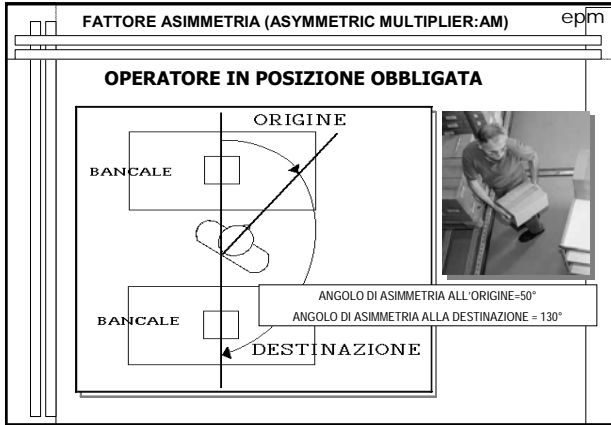 FATTORE ASIMMETRIA (ASYMMETRIC MULTIPLIER:AM)
epm
OPERATORE IN POSIZIONE OBBLIGATA
ORIGINE
BANCALE
ANGOLO DI ASIMMETRIA ALL'ORIGINE=50°
ANGOLO DI ASIMMETRIA ALLA DESTINAZIONE = 130°
BANCALE
DESTINAZIONE